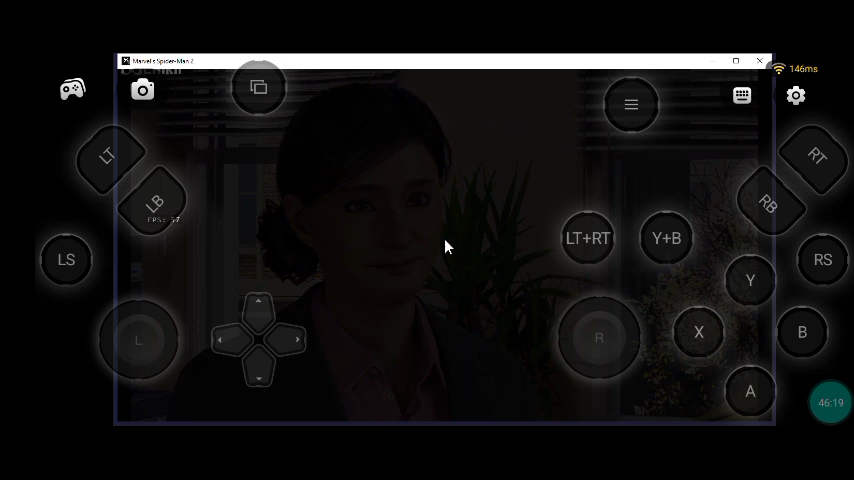 Marvel's Spider-Man 2
146ms
LT
RT
LB
RB
FPS: 57
LS
LT+RT
Y+B
RS
Y
L
R
X
B
A
46:19